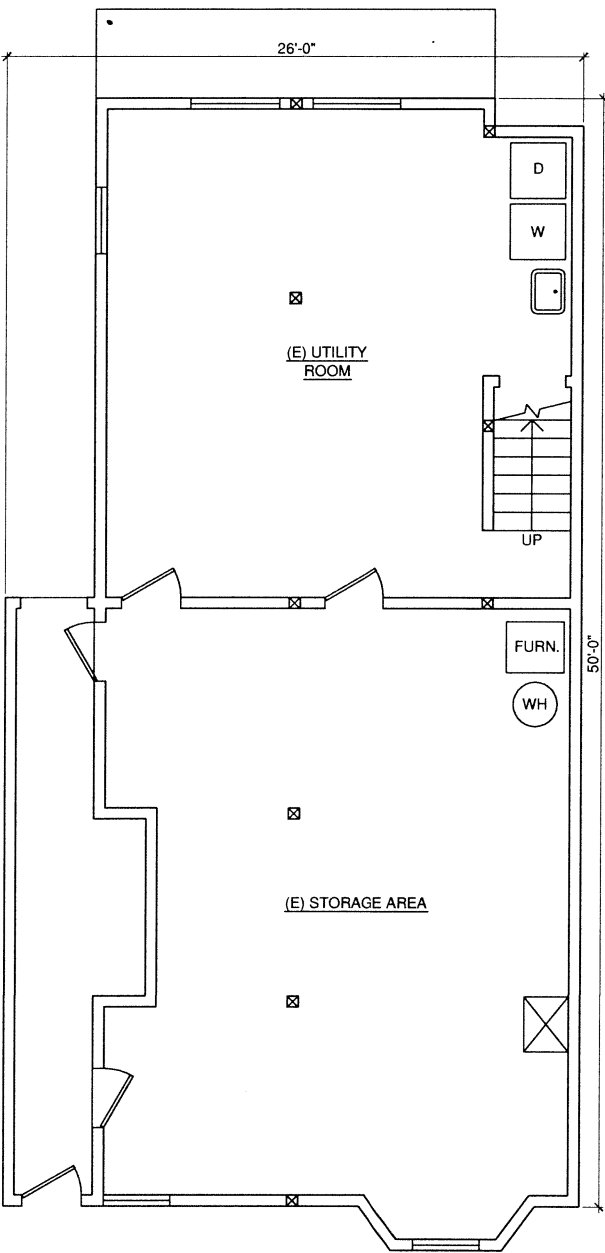 26'-0"
D
W
(E) UTILITY
ROOM
UP
FURN.
50'-0"
WH
(E) STORAGE AREA